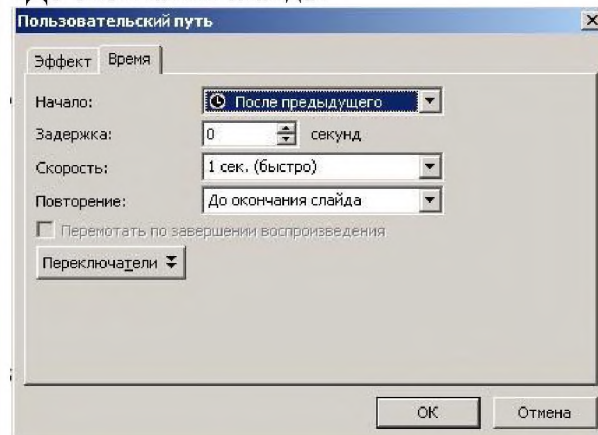 Пользовательский путь
Эффект Время
Начало: После предыдущего
Задержка: 0 секунд
Скорость: 1 сек. (быстро)
Повторение: До окончания слайда
Перемотать по завершении воспроизведения
Переключатели
ОК Отмена